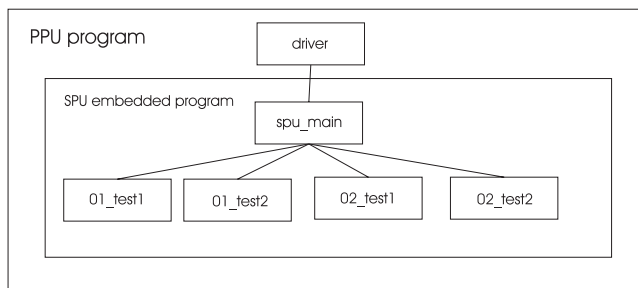 PPU program
driver
SPU embedded program
spu_main
01_test1
01_test2
02_test1
02_test2